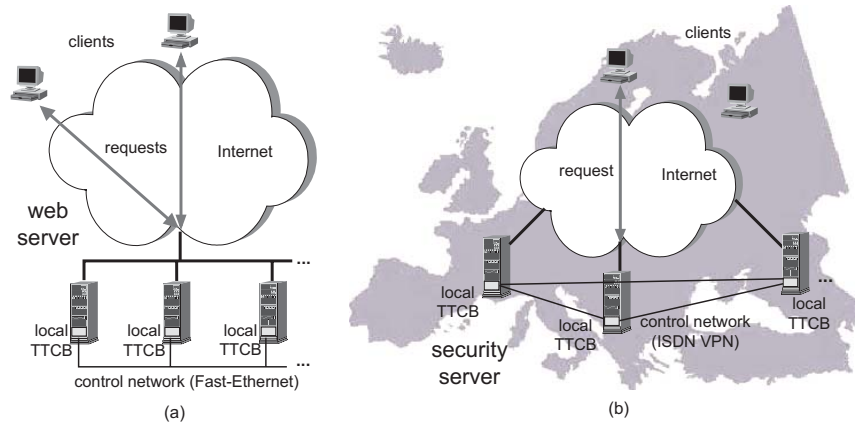 clients
requests
Internet
web
server
...
local
TTCB
local
TTCB
local
TTCB
...
control network (Fast-Ethernet)
(a)
clients
request
Internet
local
TTCB
...
local
TTCB
local
TTCB
control network
(ISDN VPN)
security
server
(b)